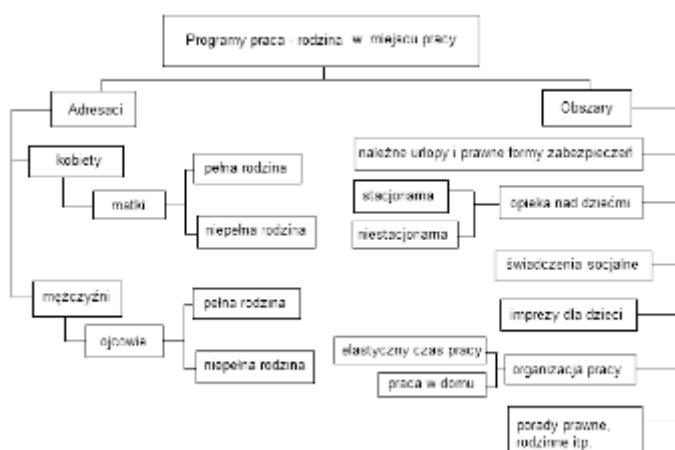 Programy praca - rodzina w miejscu pracy
Adresaci
Obszary
kobiety
matki
pełna rodzina
niepełna rodzina
mężczyźni
ojcowie
pełna rodzina
niepełna rodzina
należne urlopy i prawne formy zabezpieczeń
stacjonarna
niestacjonarna
opieka nad dziećmi
świadczenia socjalne
imprezy dla dzieci
elastyczny czas pracy
praca w domu
organizacja pracy
porady prawne,
rodzinne itp.